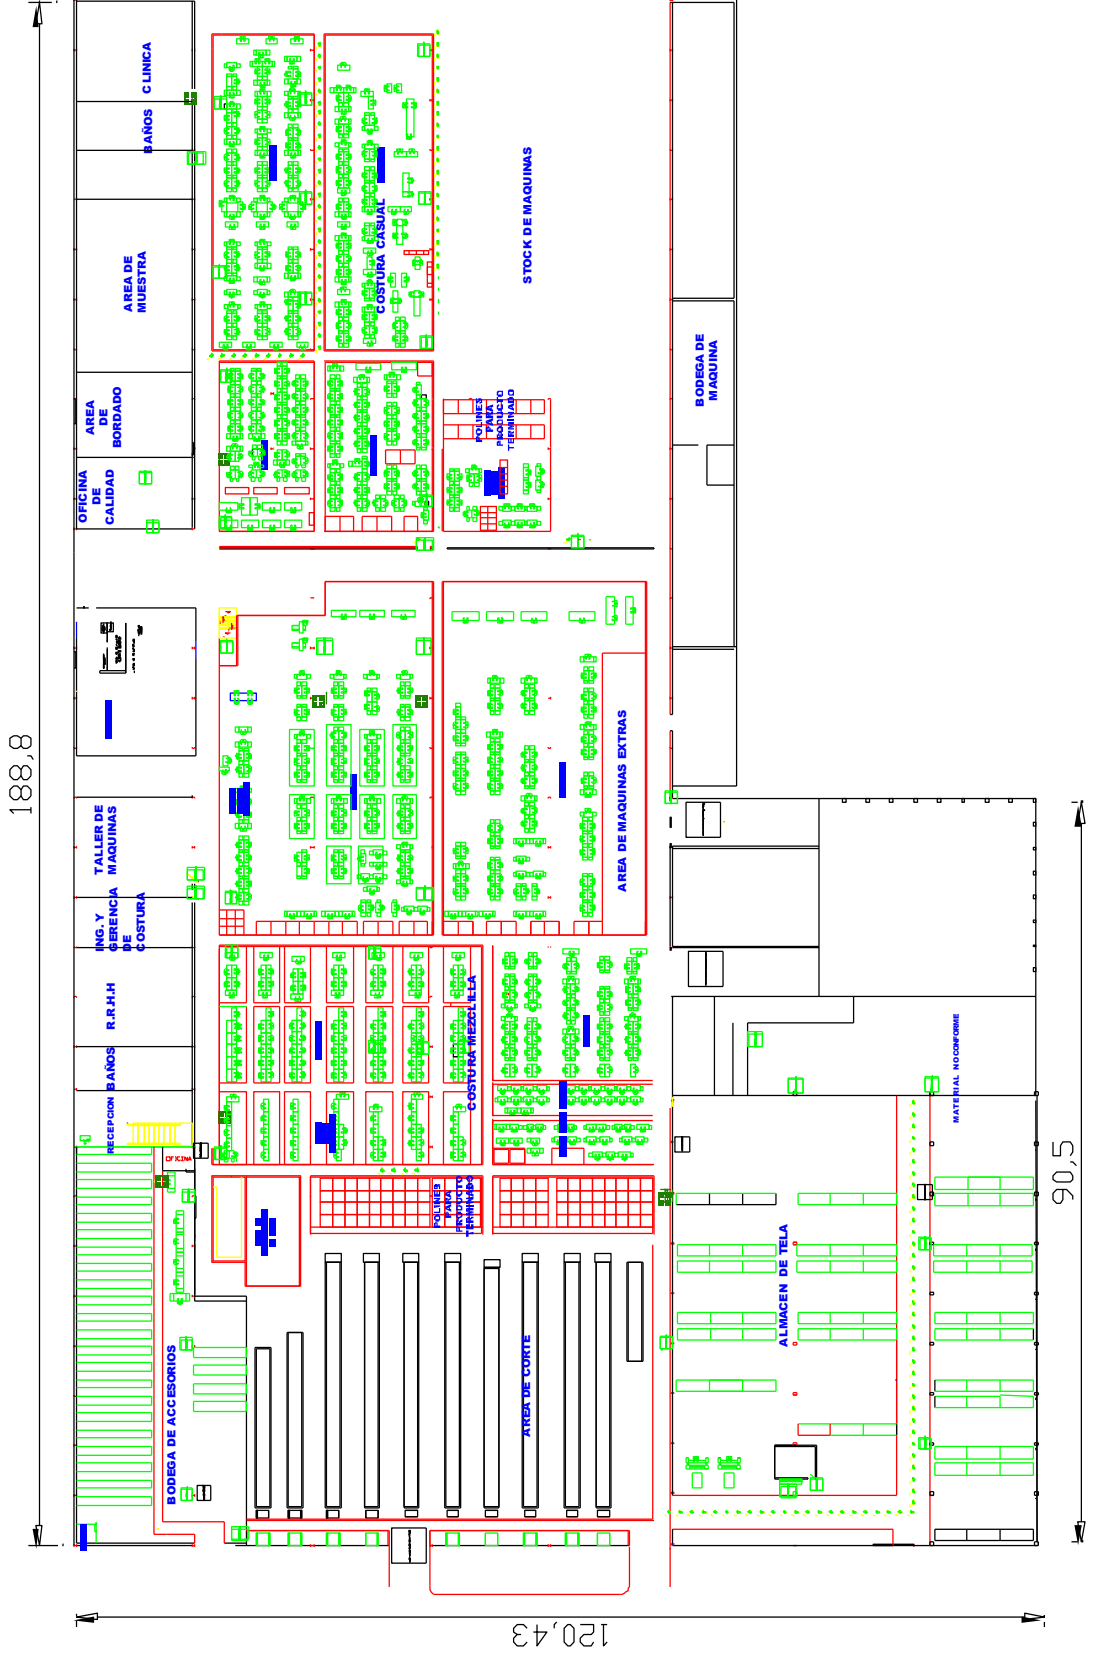 CLINICA
BAÑOS
AREA DE
MUESTRA
AREA
DE
BORDADO
OFICINA
DE
CALIDAD
TALLER DE
MAQUINAS
ING. Y
GERENCIA
DE
COSTURA
R.R.H.H
BAÑOS
RECEPCION
OFICINA
BODEGA DE ACCESORIOS
COSTURA CASUAL
STOCK DE MAQUINAS
POLINES
PARA
PRODUCTO
TERMINADO
BODEGA DE
MAQUINA
AREA DE MAQUINAS EXTRAS
COSTURA MEZCLILLA
POLINES
PARA
PRODUCTO
TERMINADO
AREA DE CORTE
ALMACEN DE TELA
MATERIAL NO CONFORME
188,8
90,5
120,43